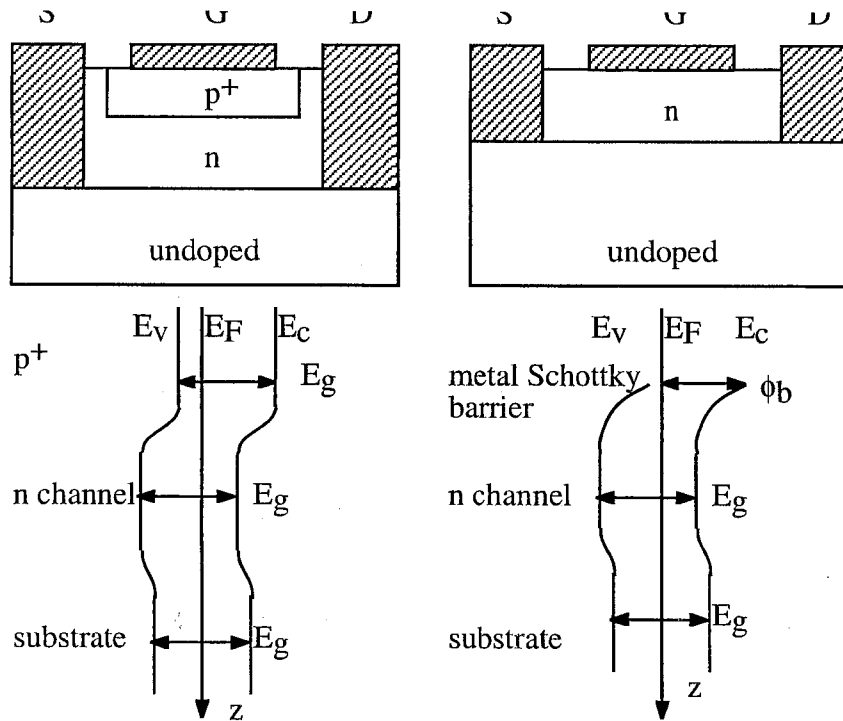 S G D
p+
n
undoped
Ev EF Ec
p+
Eg
n channel
Eg
substrate
Eg
z
S G D
n
undoped
Ev EF Ec
metal Schottky
barrier
ϕb
n channel
Eg
substrate
Eg
z